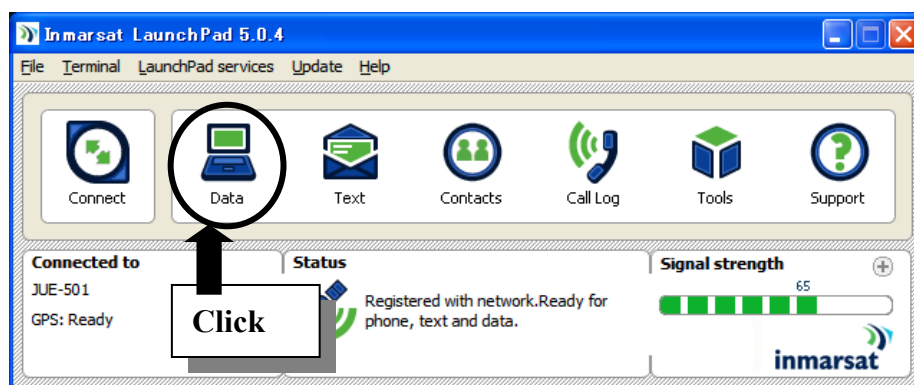 Inmarsat LaunchPad 5.0.4
File Terminal LaunchPad services Update Help
Connect Data Text Contacts Call Log Tools Support
Connected to Status Signal strength
65
JUE-501
GPS: Ready
Click
Registered with network.Ready for
phone, text and data.
inmarsat